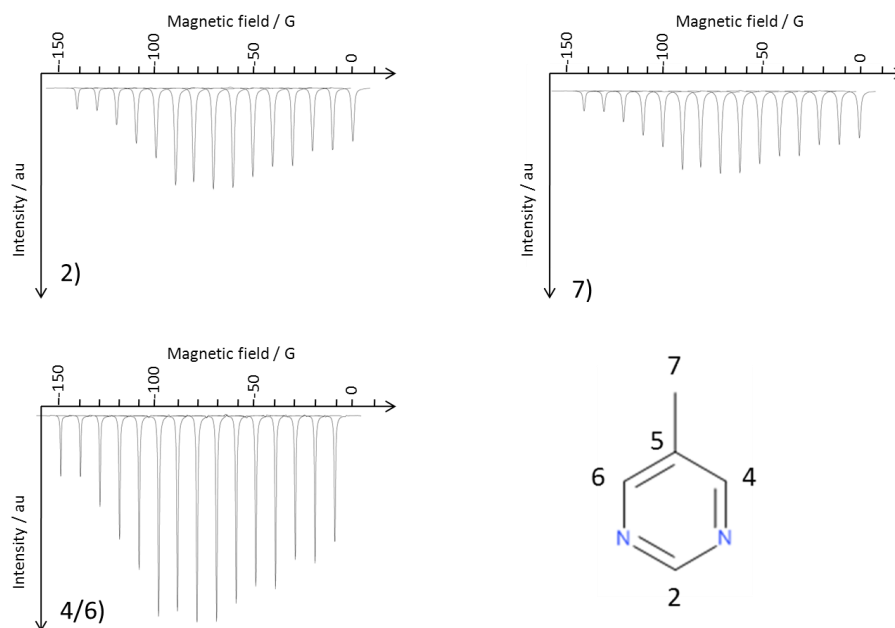 Magnetic field / G
-150
-100
-50
0
Intensity / au
2)
Magnetic field / G
-150
-100
-50
0
Intensity / au
7)
Magnetic field / G
-150
-100
-50
0
Intensity / au
4/6)
7
5
6
4
N
N
2